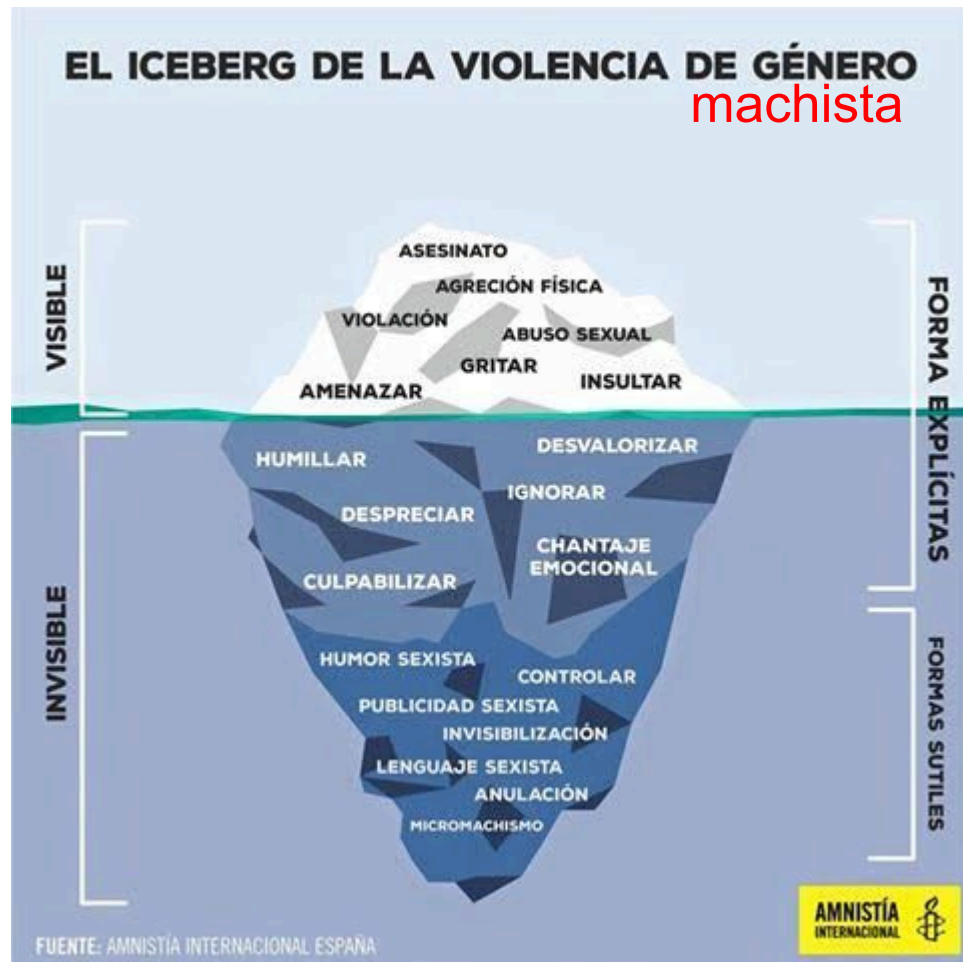 EL ICEBERG DE LA VIOLENCIA DE GÉNERO
machista
VISIBLE
ASESINATO
AGRECIÓN FÍSICA
VIOLACIÓN
ABUSO SEXUAL
GRITAR
INSULTAR
AMENAZAR
FORMA EXPLÍCITAS
INVISIBLE
DESVALORIZAR
HUMILLAR
IGNORAR
DESPRECIAR
CHANTAJE
EMOCIONAL
CULPABILIZAR
FORMAS SUTILES
HUMOR SEXISTA
CONTROLAR
PUBLICIDAD SEXISTA
INVISIBILIZACIÓN
LENGUAJE SEXISTA
ANULACIÓN
MICROMACHISMO
AMNISTÍA
INTERNACIONAL
FUENTE: AMNISTÍA INTERNACIONAL ESPAÑA